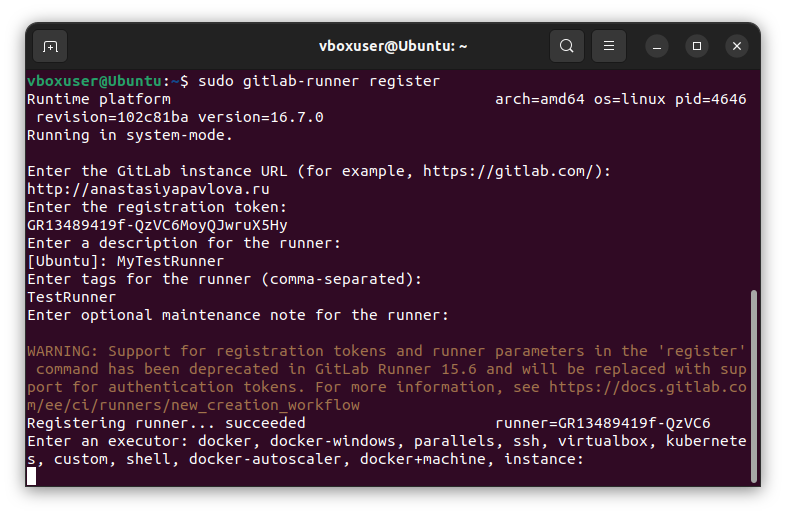 vboxuser@Ubuntu: ~
vboxuser@Ubuntu:~$ sudo gitlab-runner register
Runtime platform                                    arch=amd64 os=linux pid=4646
 revision=102c81ba version=16.7.0
Running in system-mode.

Enter the GitLab instance URL (for example, https://gitlab.com/):
http://anastasiyapavlova.ru
Enter the registration token:
GR13489419f-QzVC6MoyQJwruX5Hy
Enter a description for the runner:
[Ubuntu]: MyTestRunner
Enter tags for the runner (comma-separated):
TestRunner
Enter optional maintenance note for the runner:

WARNING: Support for registration tokens and runner parameters in the 'register'
 command has been deprecated in GitLab Runner 15.6 and will be replaced with sup
port for authentication tokens. For more information, see https://docs.gitlab.co
m/ee/ci/runners/new_creation_workflow
Registering runner... succeeded                     runner=GR13489419f-QzVC6
Enter an executor: docker, docker-windows, parallels, ssh, virtualbox, kubernete
s, custom, shell, docker-autoscaler, docker+machine, instance: